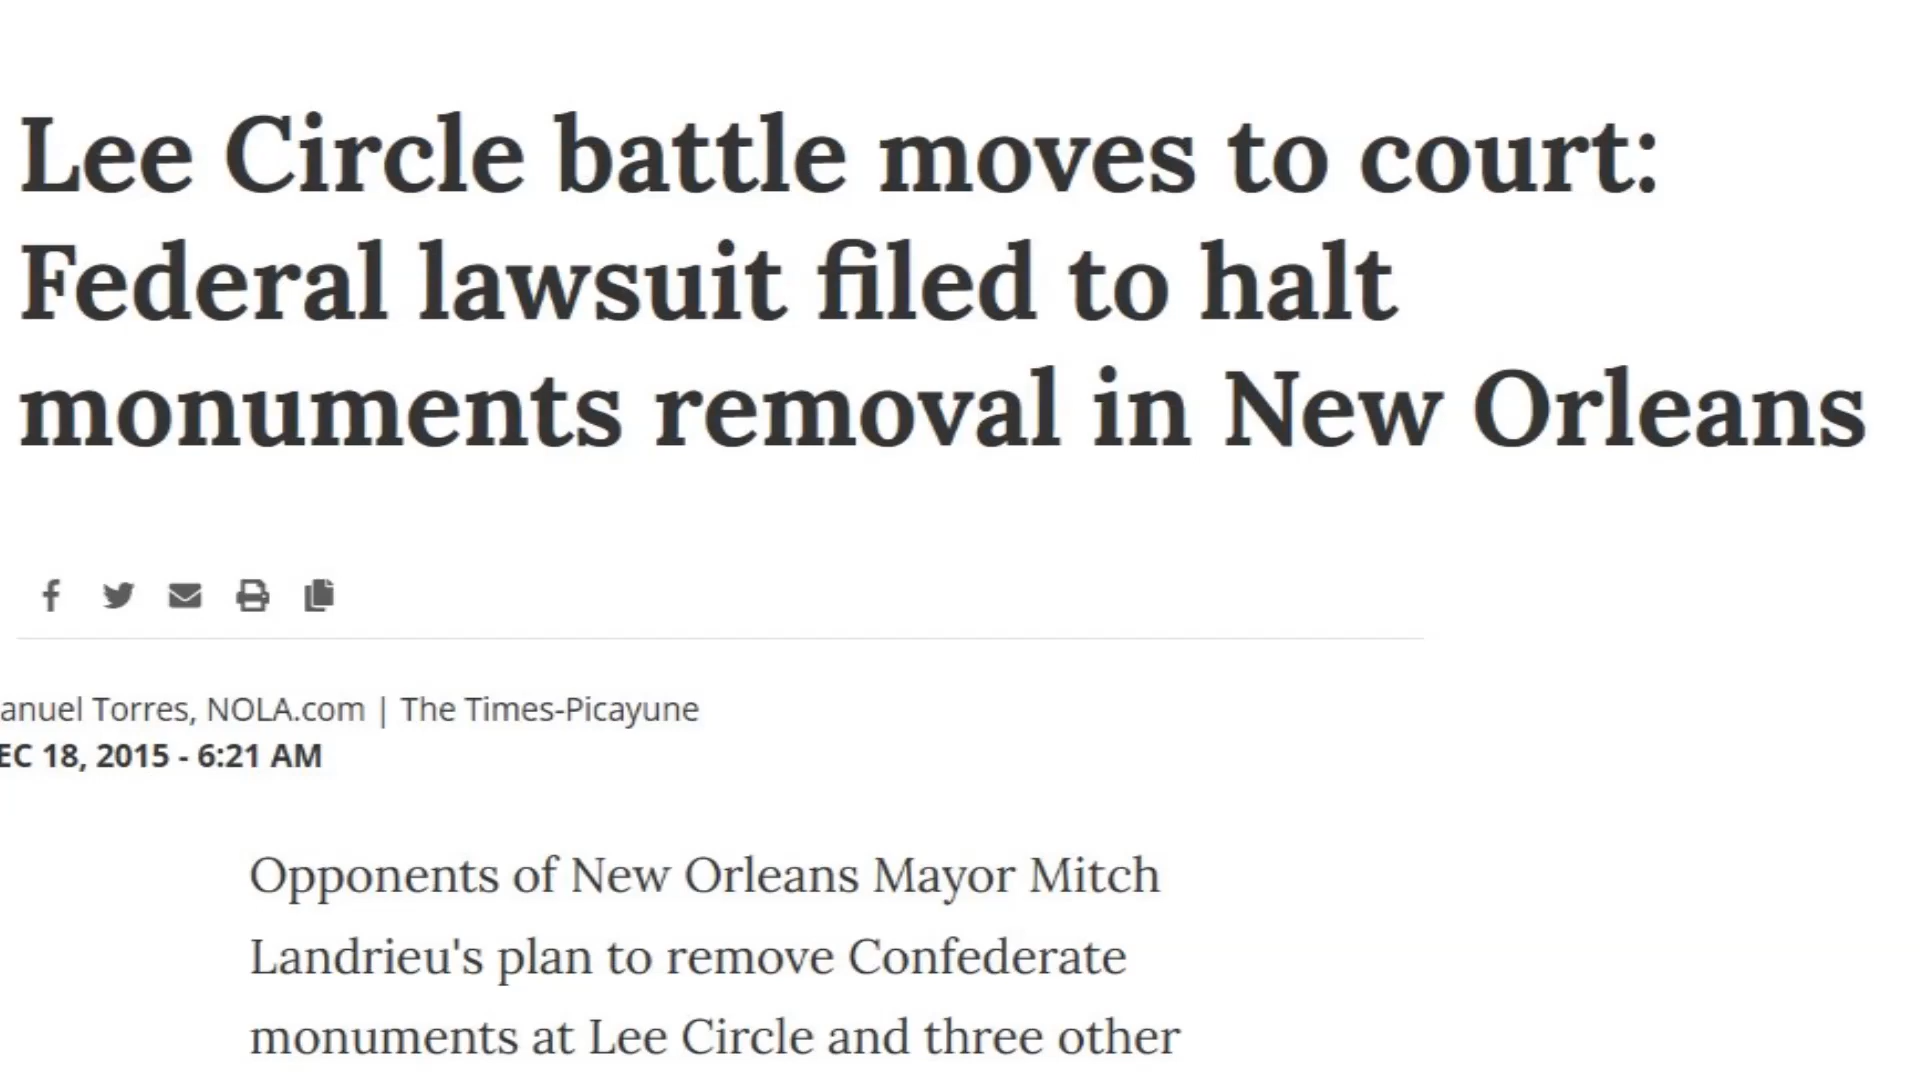 Lee Circle battle moves to court:
Federal lawsuit filed to halt
monuments removal in New Orleans
anuel Torres, NOLA.com | The Times-Picayune
EC 18, 2015 - 6:21 AM
Opponents of New Orleans Mayor Mitch
Landrieu's plan to remove Confederate
monuments at Lee Circle and three other